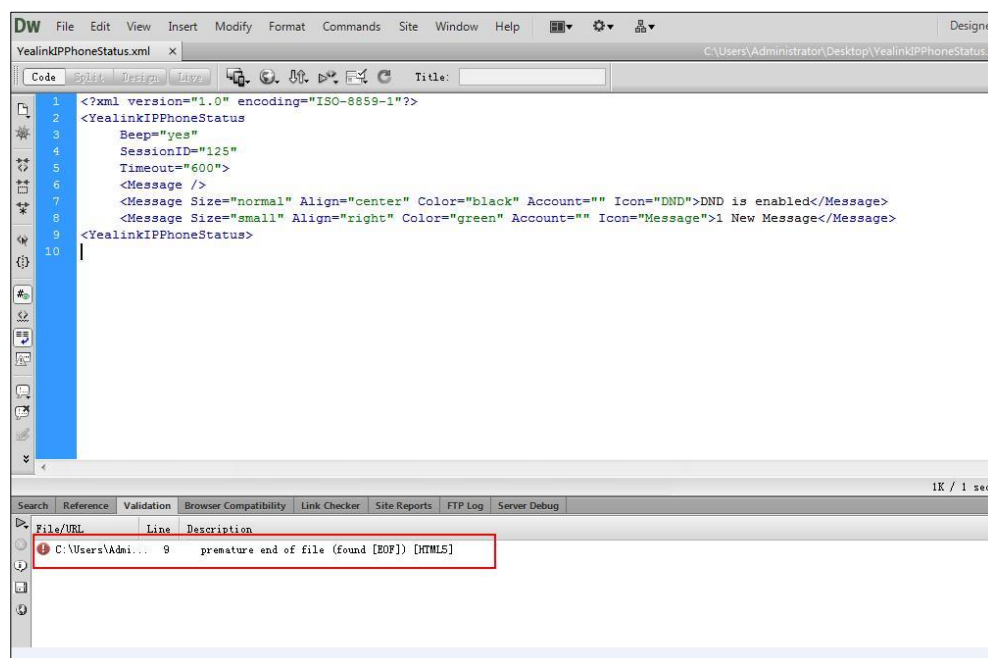 DW File Edit View Insert Modify Format Commands Site Window Help Designe
YealinkIPPhoneStatus.xml × C:\Users\Administrator\Desktop\YealinkIPPhoneStatus.
Code Split Design Live Title:
1 <?xml version="1.0" encoding="ISO-8859-1"?>
2 <YealinkIPPhoneStatus
3 Beep="yes"
4 SessionID="125"
5 Timeout="600">
6 <Message />
7 <Message Size="normal" Align="center" Color="black" Account="" Icon="DND">DND is enabled</Message>
8 <Message Size="small" Align="right" Color="green" Account="" Icon="Message">1 New Message</Message>
9 <YealinkIPPhoneStatus>
10
1K / 1 sec
Search Reference Validation Browser Compatibility Link Checker Site Reports FTP Log Server Debug
File/URL Line Description
C:\Users\Admi... 9 premature end of file (found [EOF]) [HTML5]